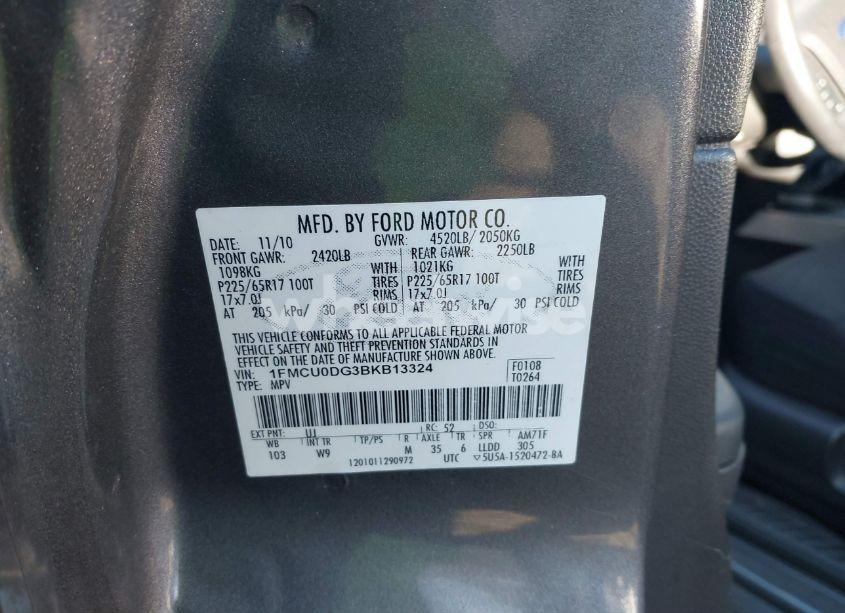 MFD. BY FORD MOTOR CO.
DATE: 11/10 GVWR: 4520LB/ 2050KG
FRONT GAWR: 2420LB REAR GAWR: 2250LB
1098KG WITH 1021KG WITH
P225/65R17 100T TIRES P225/65R17 100T TIRES
17x7.0J RIMS 17x7.0J RIMS
AT 205 kPa/ 30 PSI COLD AT 205 kPa/ 30 PSI COLD
wheelwise
THIS VEHICLE CONFORMS TO ALL APPLICABLE FEDERAL MOTOR
VEHICLE SAFETY AND THEFT PREVENTION STANDARDS IN
EFFECT ON THE DATE OF MANUFACTURE SHOWN ABOVE.
VIN: 1FMCU0DG3BKB13324 F0108
TYPE: MPV T0264
EXT PNT: UJ RC: 52 DSO:
WB INT TR TP/PS R AXLE TR SPR AM71F
103 W9 M 35 6 LLDD 305
1201011290972 UTC ▽5U5A-1520472-BA